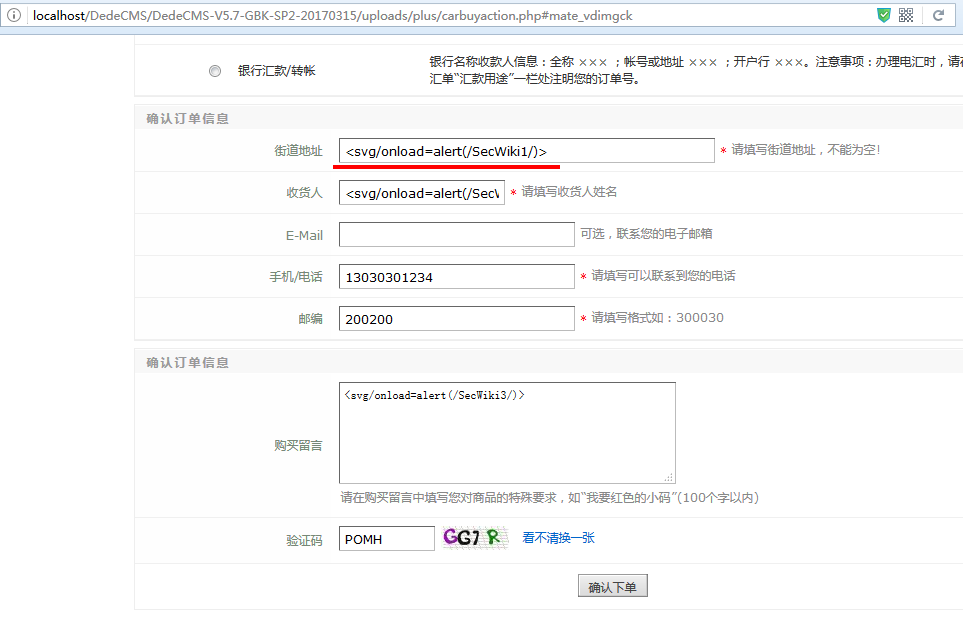 localhost/DedeCMS/DedeCMS-V5.7-GBK-SP2-20170315/uploads/plus/carbuyaction.php#mate_vdimgck
银行汇款/转帐
银行名称收款人信息：全称 ××× ；帐号或地址 ××× ；开户行 ×××。注意事项：办理电汇时，请
汇单“汇款用途”一栏处注明您的订单号。
确认订单信息
街道地址 <svg/onload=alert(/SecWiki1/)> * 请填写街道地址，不能为空!
收货人 <svg/onload=alert(/SecW * 请填写收货人姓名
E-Mail 可选，联系您的电子邮箱
手机/电话 13030301234 * 请填写可以联系到您的电话
邮编 200200 * 请填写格式如：300030
确认订单信息
购买留言 <svg/onload=alert(/SecWiki3/)>
请在购买留言中填写您对商品的特殊要求，如“我要红色的小码”(100个字以内)
验证码 POMH GG7R 看不清换一张
确认下单